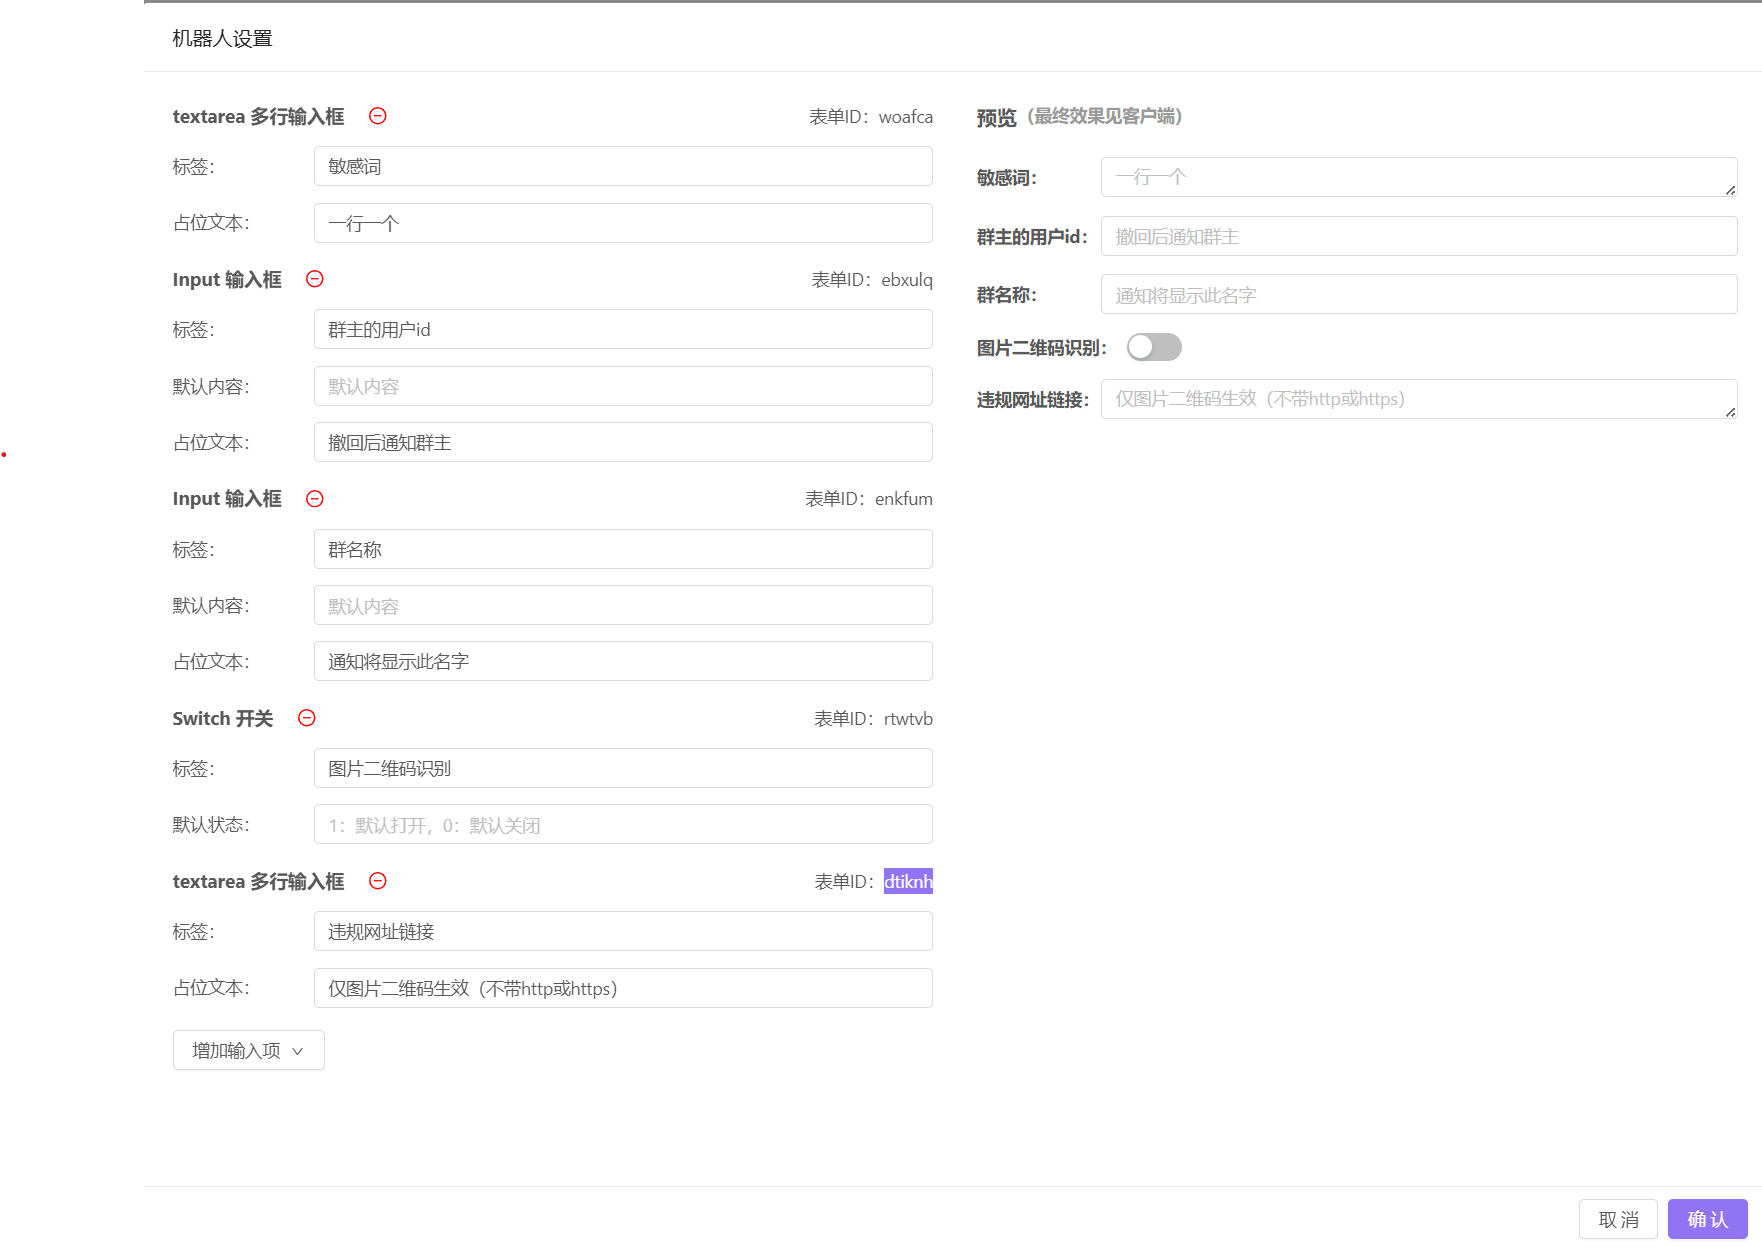 机器人设置
textarea 多行输入框
表单ID：woafca
标签：
敏感词
占位文本：
一行一个
Input 输入框
表单ID：ebxulq
标签：
群主的用户id
默认内容：
默认内容
占位文本：
撤回后通知群主
Input 输入框
表单ID：enkfum
标签：
群名称
默认内容：
默认内容
占位文本：
通知将显示此名字
Switch 开关
表单ID：rtwtvb
标签：
图片二维码识别
默认状态：
1：默认打开，0：默认关闭
textarea 多行输入框
表单ID：dtiknh
标签：
违规网址链接
占位文本：
仅图片二维码生效（不带http或https）
增加输入项
预览（最终效果见客户端）
敏感词：
一行一个
群主的用户id：
撤回后通知群主
群名称：
通知将显示此名字
图片二维码识别：
违规网址链接：
仅图片二维码生效（不带http或https）
取 消
确 认